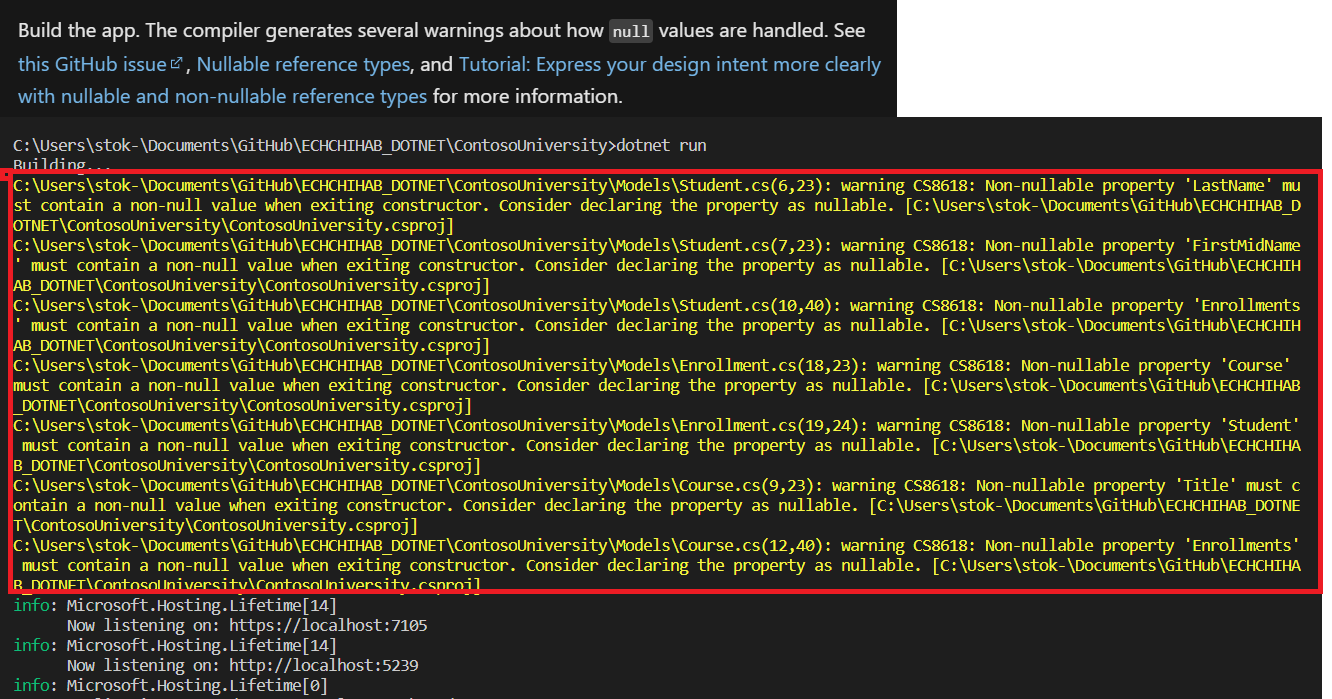 Build the app. The compiler generates several warnings about how null values are handled. See
this GitHub issue, Nullable reference types, and Tutorial: Express your design intent more clearly
with nullable and non-nullable reference types for more information.
C:\Users\stok-\Documents\GitHub\ECHCHIHAB_DOTNET\ContosoUniversity>dotnet run
Building...
C:\Users\stok-\Documents\GitHub\ECHCHIHAB_DOTNET\ContosoUniversity\Models\Student.cs(6,23): warning CS8618: Non-nullable property 'LastName' mu
st contain a non-null value when exiting constructor. Consider declaring the property as nullable. [C:\Users\stok-\Documents\GitHub\ECHCHIHAB_D
OTNET\ContosoUniversity\ContosoUniversity.csproj]
C:\Users\stok-\Documents\GitHub\ECHCHIHAB_DOTNET\ContosoUniversity\Models\Student.cs(7,23): warning CS8618: Non-nullable property 'FirstMidName
' must contain a non-null value when exiting constructor. Consider declaring the property as nullable. [C:\Users\stok-\Documents\GitHub\ECHCHIH
AB_DOTNET\ContosoUniversity\ContosoUniversity.csproj]
C:\Users\stok-\Documents\GitHub\ECHCHIHAB_DOTNET\ContosoUniversity\Models\Student.cs(10,40): warning CS8618: Non-nullable property 'Enrollments
' must contain a non-null value when exiting constructor. Consider declaring the property as nullable. [C:\Users\stok-\Documents\GitHub\ECHCHIH
AB_DOTNET\ContosoUniversity\ContosoUniversity.csproj]
C:\Users\stok-\Documents\GitHub\ECHCHIHAB_DOTNET\ContosoUniversity\Models\Enrollment.cs(18,23): warning CS8618: Non-nullable property 'Course'
must contain a non-null value when exiting constructor. Consider declaring the property as nullable. [C:\Users\stok-\Documents\GitHub\ECHCHIHAB
_DOTNET\ContosoUniversity\ContosoUniversity.csproj]
C:\Users\stok-\Documents\GitHub\ECHCHIHAB_DOTNET\ContosoUniversity\Models\Enrollment.cs(19,24): warning CS8618: Non-nullable property 'Student'
 must contain a non-null value when exiting constructor. Consider declaring the property as nullable. [C:\Users\stok-\Documents\GitHub\ECHCHIHA
B_DOTNET\ContosoUniversity\ContosoUniversity.csproj]
C:\Users\stok-\Documents\GitHub\ECHCHIHAB_DOTNET\ContosoUniversity\Models\Course.cs(9,23): warning CS8618: Non-nullable property 'Title' must c
ontain a non-null value when exiting constructor. Consider declaring the property as nullable. [C:\Users\stok-\Documents\GitHub\ECHCHIHAB_DOTNE
T\ContosoUniversity\ContosoUniversity.csproj]
C:\Users\stok-\Documents\GitHub\ECHCHIHAB_DOTNET\ContosoUniversity\Models\Course.cs(12,40): warning CS8618: Non-nullable property 'Enrollments'
 must contain a non-null value when exiting constructor. Consider declaring the property as nullable. [C:\Users\stok-\Documents\GitHub\ECHCHIHA
B_DOTNET\ContosoUniversity\ContosoUniversity.csproj]
info: Microsoft.Hosting.Lifetime[14]
      Now listening on: https://localhost:7105
info: Microsoft.Hosting.Lifetime[14]
      Now listening on: http://localhost:5239
info: Microsoft.Hosting.Lifetime[0]